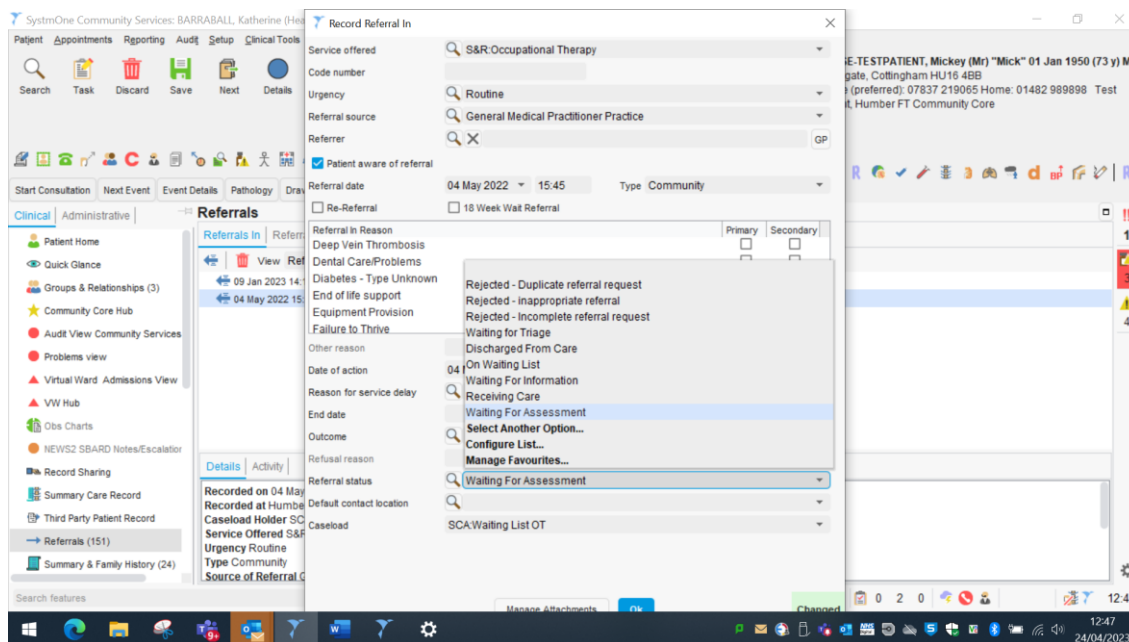 SystmOne Community Services: BARRABALL, Katherine (Hea
Patient Appointments Reporting Audit Setup Clinical Tools
Search Task Discard Save Next Details
Start Consultation Next Event Event Details Pathology Draw
Clinical Administrative
Patient Home
Quick Glance
Groups & Relationships (3)
Community Core Hub
Audit View Community Services
Problems view
Virtual Ward Admissions View
VW Hub
Obs Charts
NEWS2 SBARD Notes/Escalation
Record Sharing
Summary Care Record
Third Party Patient Record
Referrals (151)
Summary & Family History (24)
Search features
Referrals
Referrals In Referr
View Ref
09 Jan 2023 14:
04 May 2022 15:
Details Activity
Recorded on 04 May
Recorded at Humbe
Caseload Holder SC
Service Offered S&R
Urgency Routine
Type Community
Source of Referral G
Record Referral In
Service offered S&R:Occupational Therapy
Code number
Urgency Routine
Referral source General Medical Practitioner Practice
Referrer GP
Patient aware of referral
Referral date 04 May 2022 15:45 Type Community
Re-Referral 18 Week Wait Referral
Referral In Reason Primary Secondary
Deep Vein Thrombosis
Dental Care/Problems
Diabetes - Type Unknown
End of life support
Equipment Provision
Failure to Thrive
Other reason
Date of action 04 M
Reason for service delay
End date
Outcome
Refusal reason
Rejected - Duplicate referral request
Rejected - inappropriate referral
Rejected - Incomplete referral request
Waiting for Triage
Discharged From Care
On Waiting List
Waiting For Information
Receiving Care
Waiting For Assessment
Select Another Option...
Configure List...
Manage Favourites...
Referral status Waiting For Assessment
Default contact location
Caseload SCA:Waiting List OT
Manage Attachments Ok Changed
E-TESTPATIENT, Mickey (Mr) "Mick" 01 Jan 1950 (73 y) M
gate, Cottingham HU16 4BB
(preferred): 07837 219065 Home: 01482 989898 Test
t, Humber FT Community Core
0 2 0 12:4
12:47
24/04/202